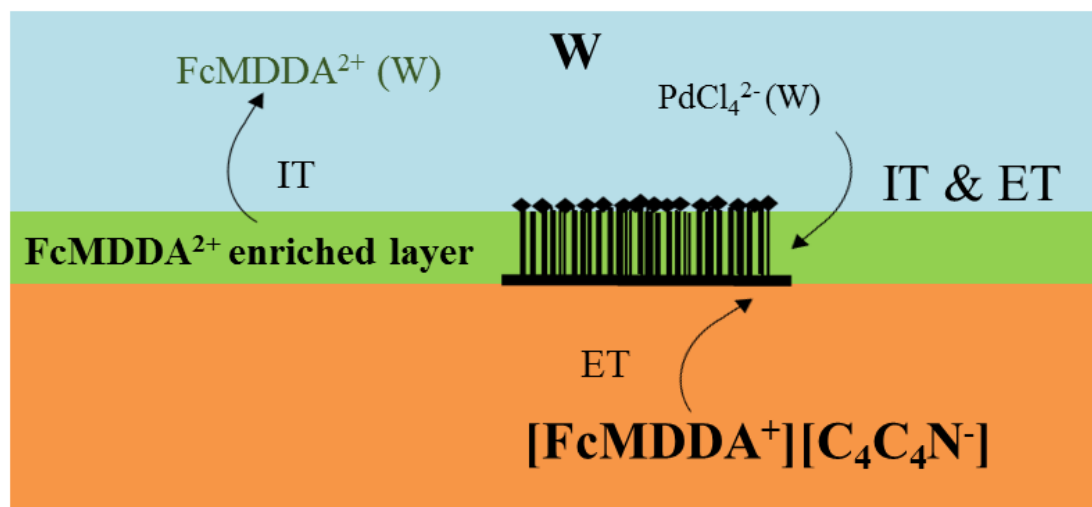 W
FcMDDA²⁺ (W)
PdCl₄²⁻ (W)
IT
IT & ET
FcMDDA²⁺ enriched layer
ET
[FcMDDA⁺][C₄C₄N⁻]